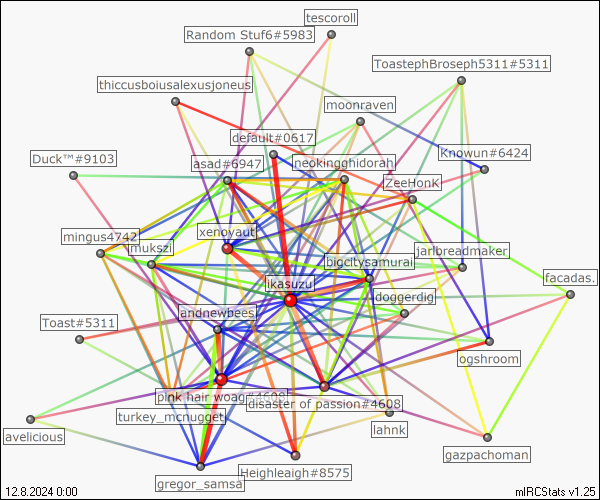 tescoroll
Random Stuf6#5983
ToastephBroseph5311#5311
thiccusboiusalexusjoneus
moonraven
default#0617
Knowun#6424
Duck™#9103
asad#6947
neokingghidorah
ZeeHonK
xenoyaut
mingus4742
mukszi
jarlbreadmaker
bigcitysamurai
likasuzu
facadas.
doggerdig
andnewbees
Toast#5311
ogshroom
pink hair woag#4608
disaster of passion#4608
turkey_mcnugget
lahnk
avelicious
gazpachoman
Heighleaigh#8575
gregor_samsa
12.8.2024 0:00
mIRCStats v1.25